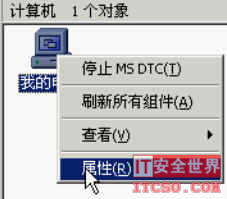 计算机 1 个对象
我的电
停止 MS DTC(T)
刷新所有组件(A)
查看(V)
属性(R)
IT安全世界
ITCSO.COM